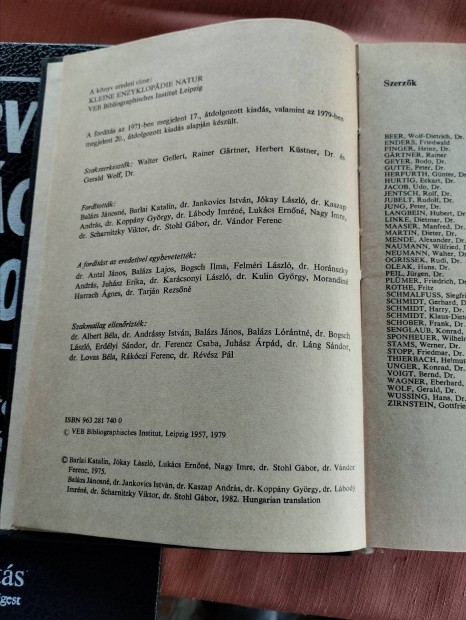 A könyv eredeti címe:
KLEINE ENZYKLOPÄDIE NATUR
VEB Bibliographisches Institut Leipzig
A fordítás az 1971-ben megjelent 17., átdolgozott kiadás, valamint az 1979-ben
megjelent 20., átdolgozott kiadás alapján készült.
Szakszerkesztők: Walter Gellert, Rainer Gärtner, Herbert Küstner, Dr. és
Gerald Wolf, Dr.
Fordították:
Balázs Jánosné, Barlai Katalin, dr. Jankovics István, Jókay László, dr. Kaszap
András, dr. Koppány György, dr. Lábody Imréné, Lukács Ernőné, Nagy Imre,
dr. Scharnitzky Viktor, dr. Stohl Gábor, dr. Vándor Ferenc
A fordítást az eredetivel egybevetették:
dr. Antal János, Balázs Lajos, Bogsch Ilma, Felméri László, dr. Horánszky
András, Juhász Erika, dr. Karácsonyi László, dr. Kulin György, Morandiné
Harrach Ágnes, dr. Tarján Rezsőné
Szakmailag ellenőrizték:
dr. Albert Béla, dr. Andrássy István, Balázs János, Balázs Lórántné, dr. Bogsch
László, Erdélyi Sándor, dr. Ferencz Csaba, Juhász Árpád, dr. Láng Sándor,
dr. Lovas Béla, Rákóczi Ferenc, dr. Révész Pál
ISBN 963 281 740 0
© VEB Bibliographisches Institut, Leipzig 1957, 1979
© Barlai Katalin, Jókay László, Lukács Ernőné, Nagy Imre, dr. Stohl Gábor, dr. Vándor
Ferenc, 1975.
Balázs Jánosné, dr. Jankovics István, dr. Kaszap András, dr. Koppány György, dr. Lábody
Imréné, dr. Scharnitzky Viktor, dr. Stohl Gábor, 1982. Hungarian translation
Szerzők
BEER, Wolf-Dietrich, Dr.
ENDERS, Friedwald
FINGER, Heinz, Dr.
GÄRTNER, Rainer
GEYER, Bodo, Dr.
GUTTE, Peter, Dr.
HERFURTH, Günter, Dr.
HURTIG, Eckart, Dr.
JACOB, Udo, Dr.
JENTSCH, Rolf, Dr.
JUBELT, Rudolf, Dr.
JUNG, Peter, Dr.
LANGBEIN, Hubert,
LINKE, Dietmar, Dr.
MAASER, Manfred, Dr.
MARTIN, Dieter, Dr.
MENDE, Alexander, Dr.
NAUMANN, Wilfried,
NEUMANN, Walter, Dr.
OGRISSEK, Rudi, Dr.
OLEAK, Hans, Dr.
PEIL, Jürgen, Dr.
PLÜMER, Friedrich, De
ROTHE, Fritz
SCHMALFUSS, Siegfri
SCHMIDT, Gerhard,
SCHMIDT, Harry, Dr.
SCHMIDT, Klaus-Diete
SCHOBER, Frank, Dr.
SENGLAUB, Konrad,
SPONHEUER, Wilhelm
STAMS, Werner, Dr.
STOPP, Friedmar, Dr.
THIERBACH, Helmut
UNGER, Konrad, Dr.
VOIGT, Bernd, Dr.
WAGNER, Eberhard
WOLF, Gerald, Dr.
WUSSING, Hans, Dr.
ZIRNSTEIN, Gottfrie
tás
gest